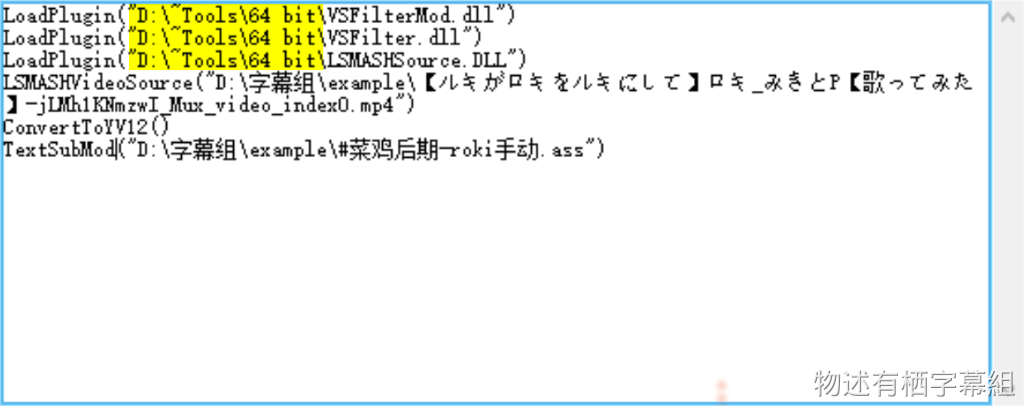 LoadPlugin("D:\~Tools\64 bit\VSFilterMod.dll")
LoadPlugin("D:\~Tools\64 bit\VSFilter.dll")
LoadPlugin("D:\~Tools\64 bit\LSMASHSource.DLL")
LSMASHVideoSource("D:\字幕组\example\【ルキがロキをルキにして】ロキ_みきとP【歌ってみた
】-jLMh1KNmzwI_Mux_video_index0.mp4")
ConvertToYV12()
TextSubMod("D:\字幕组\example\#菜鸡后期-roki手动.ass")
物述有栖字幕組